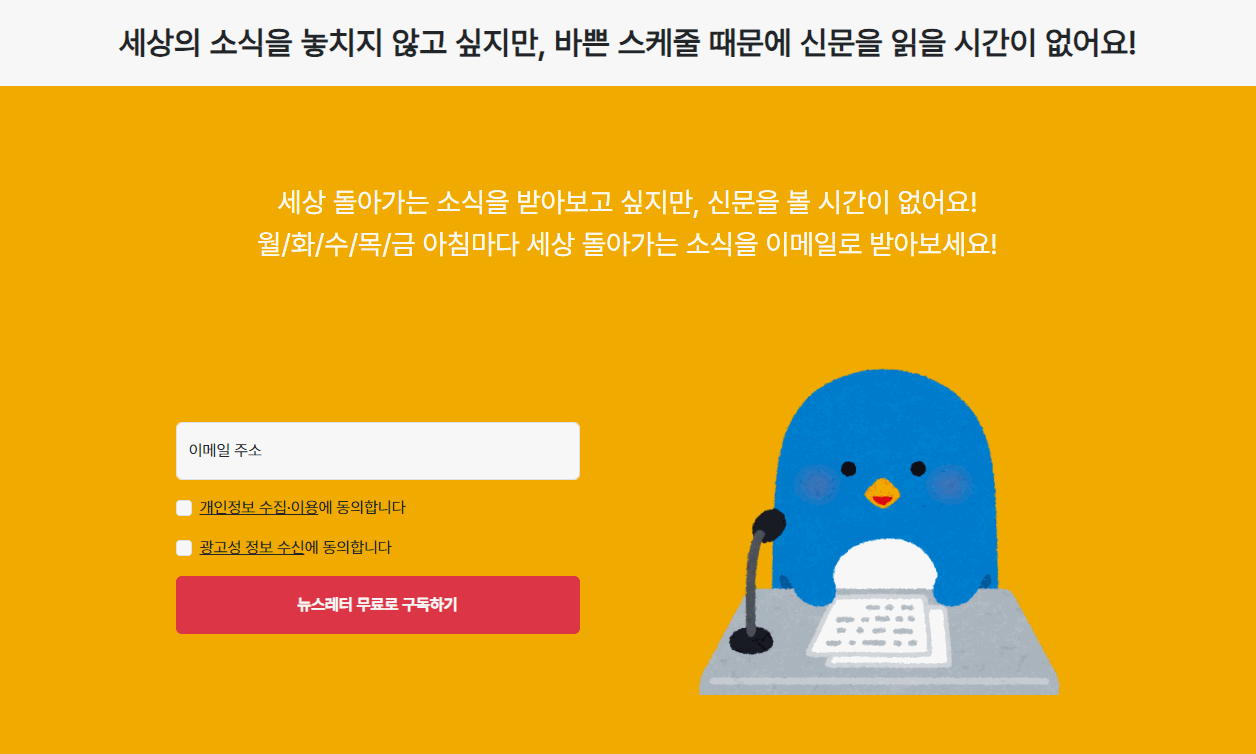 세상의 소식을 놓치지 않고 싶지만, 바쁜 스케줄 때문에 신문을 읽을 시간이 없어요!
세상 돌아가는 소식을 받아보고 싶지만, 신문을 볼 시간이 없어요!
월/화/수/목/금 아침마다 세상 돌아가는 소식을 이메일로 받아보세요!
이메일 주소
개인정보 수집·이용에 동의합니다
광고성 정보 수신에 동의합니다
뉴스레터 무료로 구독하기